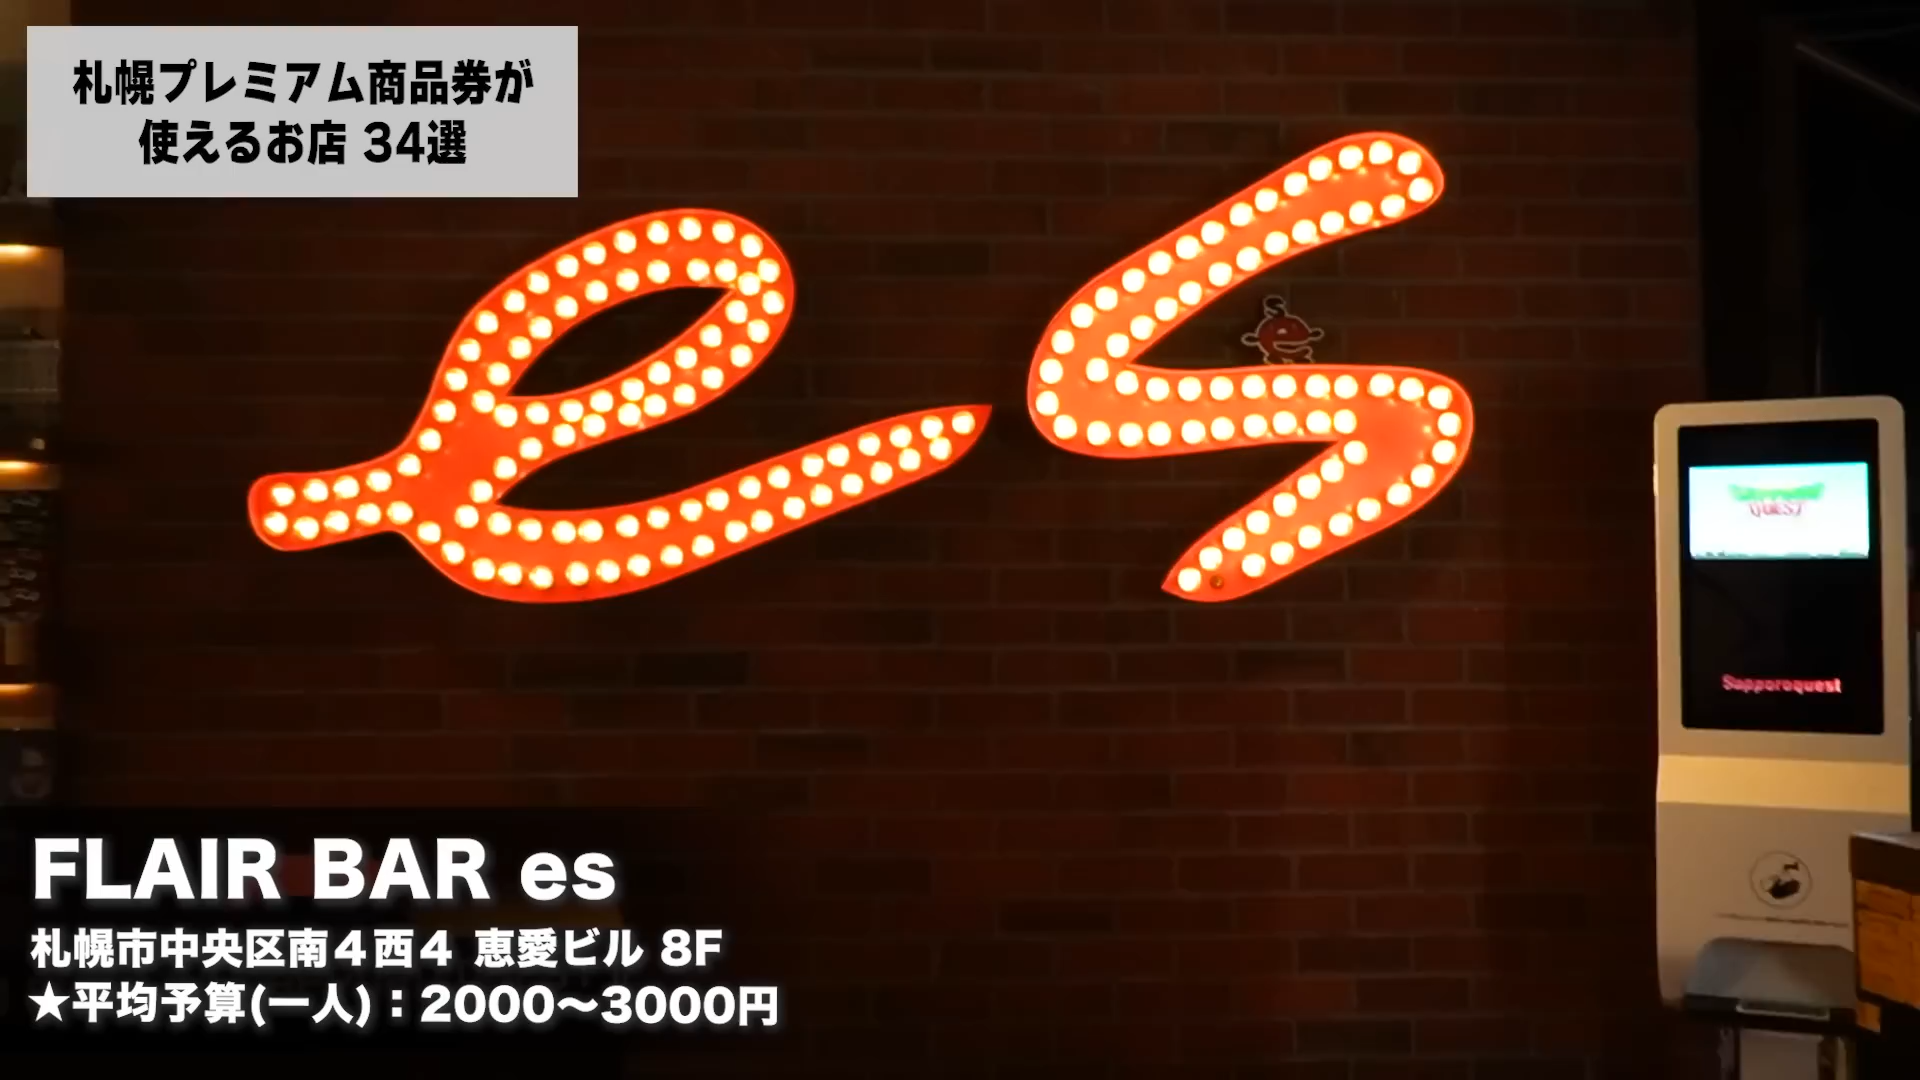 札幌プレミアム商品券が
使えるお店 34選
es
QUEST
Sapporoquest
FLAIR BAR es
札幌市中央区南4西4 恵愛ビル 8F
★平均予算(一人)：2000〜3000円